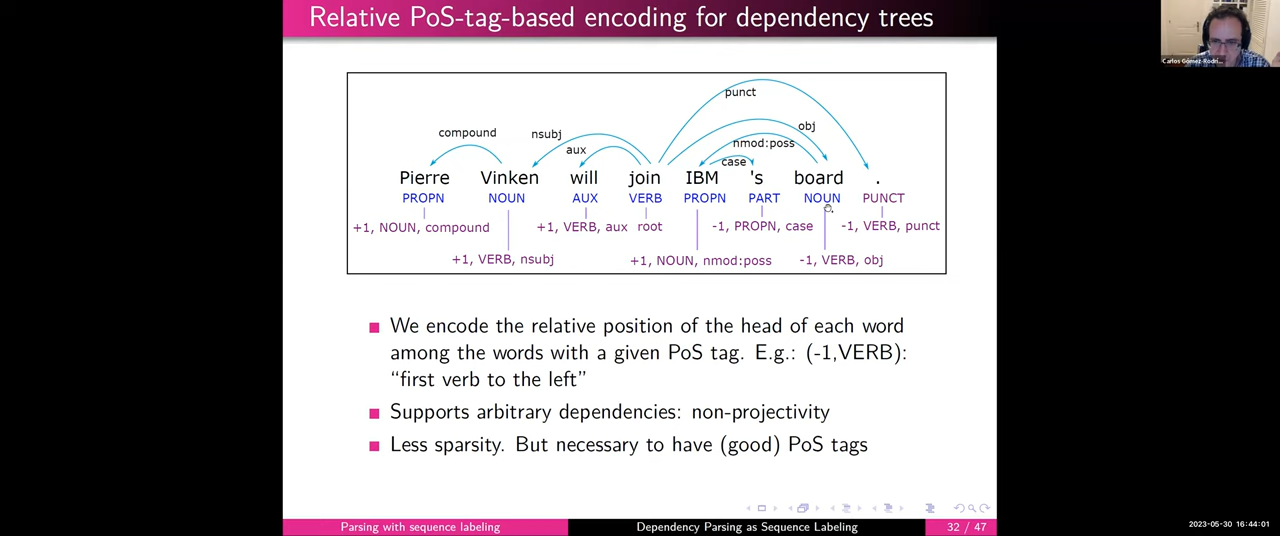 Relative PoS-tag-based encoding for dependency trees
Carlos Gómez-Rodrí...
punct
compound
nsubj
obj
aux
nmod:poss
case
Pierre Vinken will join IBM 's board .
PROPN NOUN AUX VERB PROPN PART NOUN PUNCT
+1, NOUN, compound +1, VERB, aux root -1, PROPN, case -1, VERB, punct
+1, VERB, nsubj +1, NOUN, nmod:poss -1, VERB, obj
We encode the relative position of the head of each word
among the words with a given PoS tag. E.g.: (-1,VERB):
“first verb to the left”
Supports arbitrary dependencies: non-projectivity
Less sparsity. But necessary to have (good) PoS tags
Parsing with sequence labeling Dependency Parsing as Sequence Labeling 32 / 47
2023-05-30 16:44:01